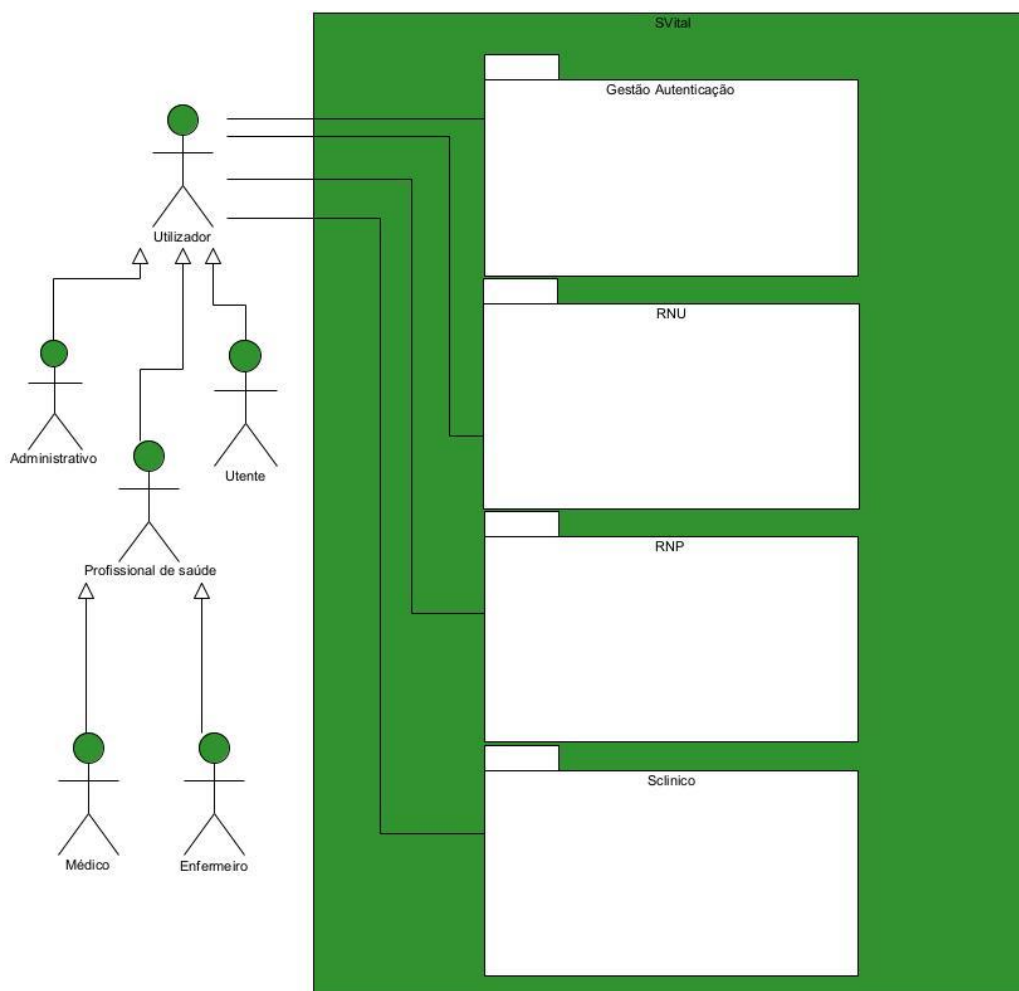 SVital
Gestão Autenticação
Utilizador
RNU
Administrativo
Utente
RNP
Profissional de saúde
Sclinico
Médico
Enfermeiro